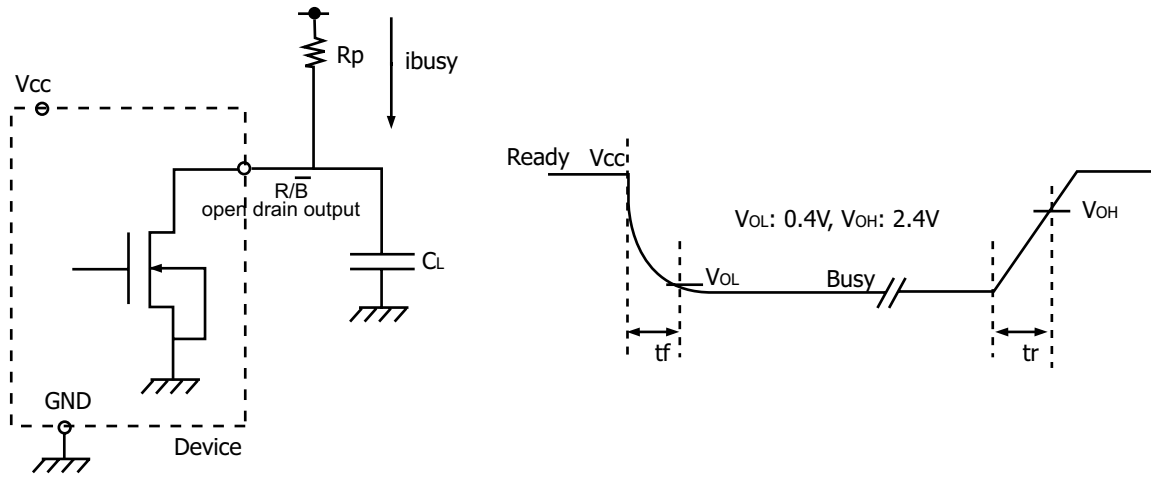 Rp
ibusy
Vcc
R/B̅
open drain output
CL
GND
Device
Ready Vcc
VOL: 0.4V, VOH: 2.4V
VOH
VOL
Busy
tf
tr